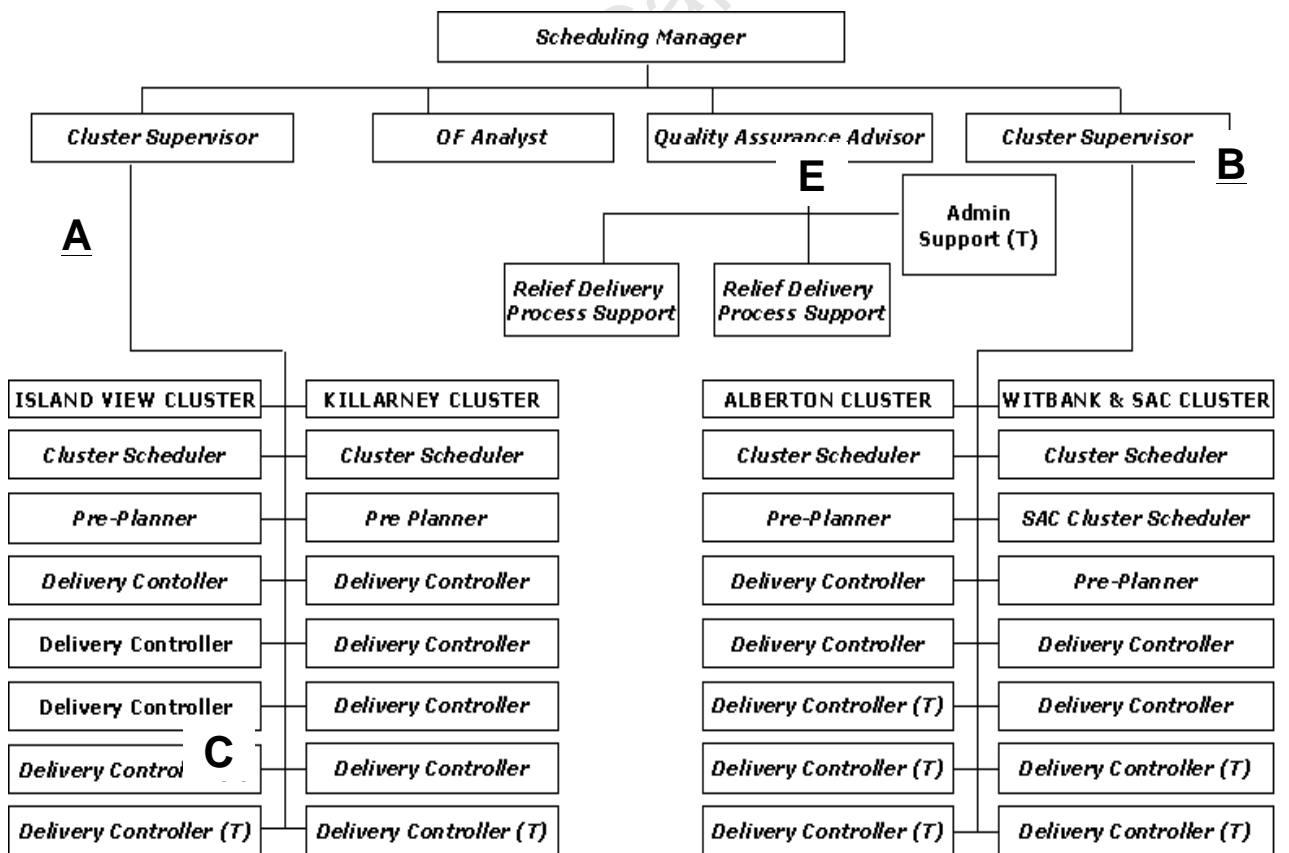 Scheduling Manager
Cluster Supervisor
OF Analyst
Quality Assurance Advisor
Cluster Supervisor
B
E
A
Admin
Support (T)
Relief Delivery
Process Support
Relief Delivery
Process Support
ISLAND VIEW CLUSTER
KILLARNEY CLUSTER
ALBERTON CLUSTER
WITBANK & SAC CLUSTER
Cluster Scheduler
Cluster Scheduler
Cluster Scheduler
Cluster Scheduler
Pre-Planner
Pre Planner
Pre-Planner
SAC Cluster Scheduler
Delivery Contoller
Delivery Controller
Delivery Controller
Pre-Planner
Delivery Controller
Delivery Controller
Delivery Controller
Delivery Controller
Delivery Controller
Delivery Controller
Delivery Controller (T)
Delivery Controller
Delivery
C
Delivery Controller
Delivery Controller (T)
Delivery Controller (T)
Delivery Controller (T)
Delivery Controller (T)
Delivery Controller (T)
Delivery Controller (T)